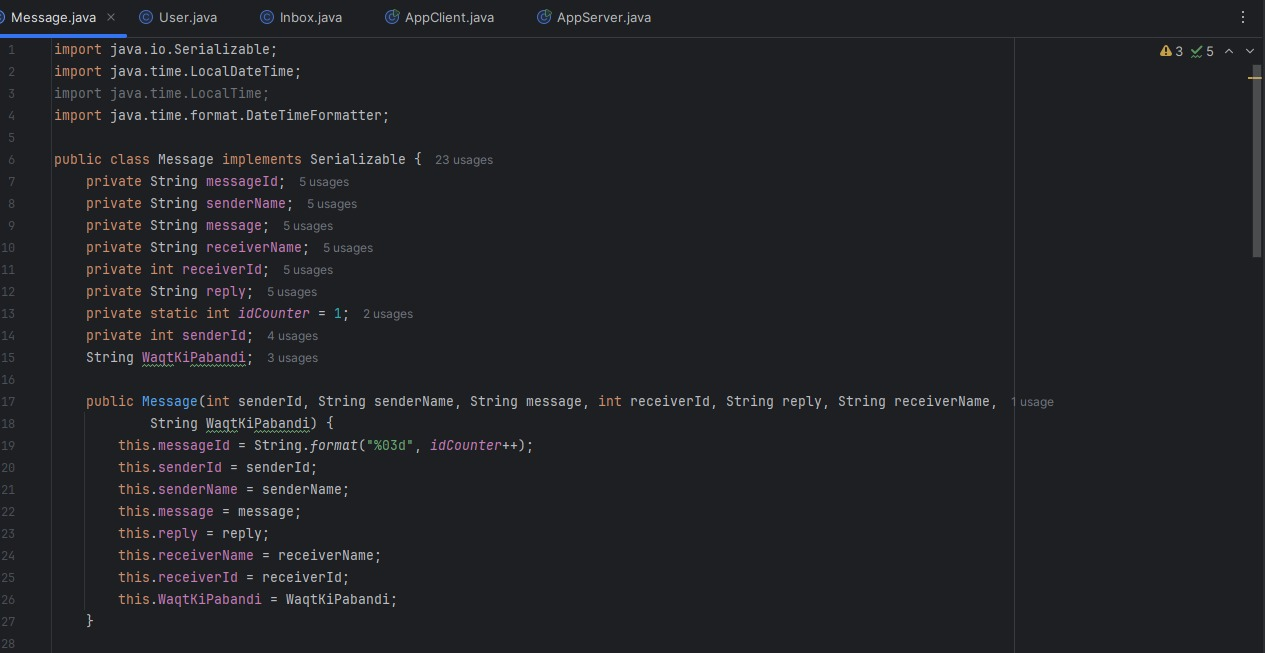 Message.java × User.java Inbox.java AppClient.java AppServer.java
3 5
1 import java.io.Serializable;
2 import java.time.LocalDateTime;
3 import java.time.LocalTime;
4 import java.time.format.DateTimeFormatter;
5
6 public class Message implements Serializable { 23 usages
7     private String messageId; 5 usages
8     private String senderName; 5 usages
9     private String message; 5 usages
10     private String receiverName; 5 usages
11     private int receiverId; 5 usages
12     private String reply; 5 usages
13     private static int idCounter = 1; 2 usages
14     private int senderId; 4 usages
15     String WaqtKiPabandi; 3 usages
16
17     public Message(int senderId, String senderName, String message, int receiverId, String reply, String receiverName, 1 usage
18             String WaqtKiPabandi) {
19         this.messageId = String.format("%03d", idCounter++);
20         this.senderId = senderId;
21         this.senderName = senderName;
22         this.message = message;
23         this.reply = reply;
24         this.receiverName = receiverName;
25         this.receiverId = receiverId;
26         this.WaqtKiPabandi = WaqtKiPabandi;
27     }
28